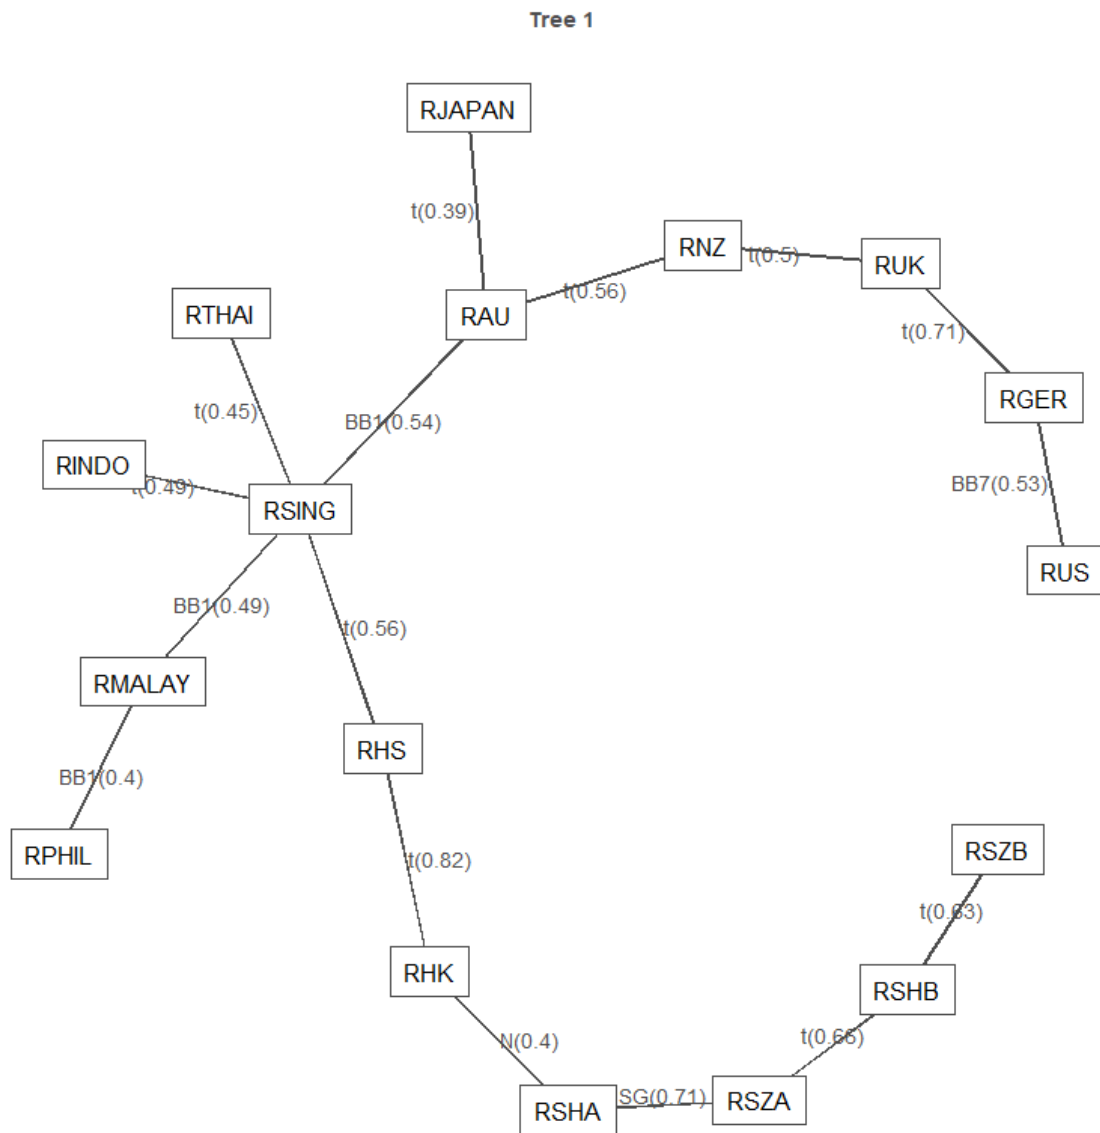 Tree 1
RJAPAN
t(0.39)
RNZ
t(0.5)
RUK
t(0.56)
RTHAI
RAU
t(0.71)
RGER
t(0.45)
BB1(0.54)
RINDO
t(0.49)
BB7(0.53)
RSING
RUS
BB1(0.49)
t(0.56)
RMALAY
RHS
BB1(0.4)
RPHIL
RSZB
t(0.82)
t(0.63)
RHK
RSHB
N(0.4)
t(0.66)
SG(0.71)
RSHA
RSZA